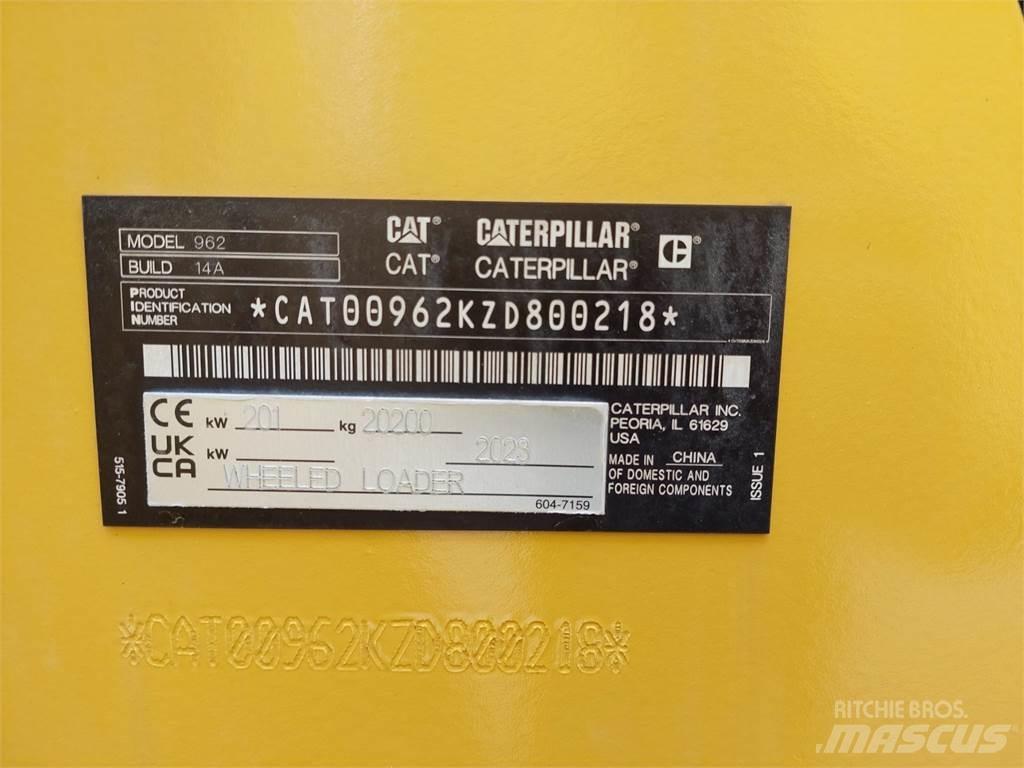 MODEL 962
BUILD 14A
CAT® CATERPILLAR® C®
CAT® CATERPILLAR®
PRODUCT
IDENTIFICATION
NUMBER
*CAT00962KZD800218*
CE
UK
CA
kW 201 kg 20200
kW 2023
WHEELED LOADER
604-7159
CATERPILLAR INC.
PEORIA, IL 61629
USA
MADE IN CHINA
OF DOMESTIC AND
FOREIGN COMPONENTS
515-7905 1
ISSUE 1
*CAT00962KZD800218*
RITCHIE BROS.
MASCUS